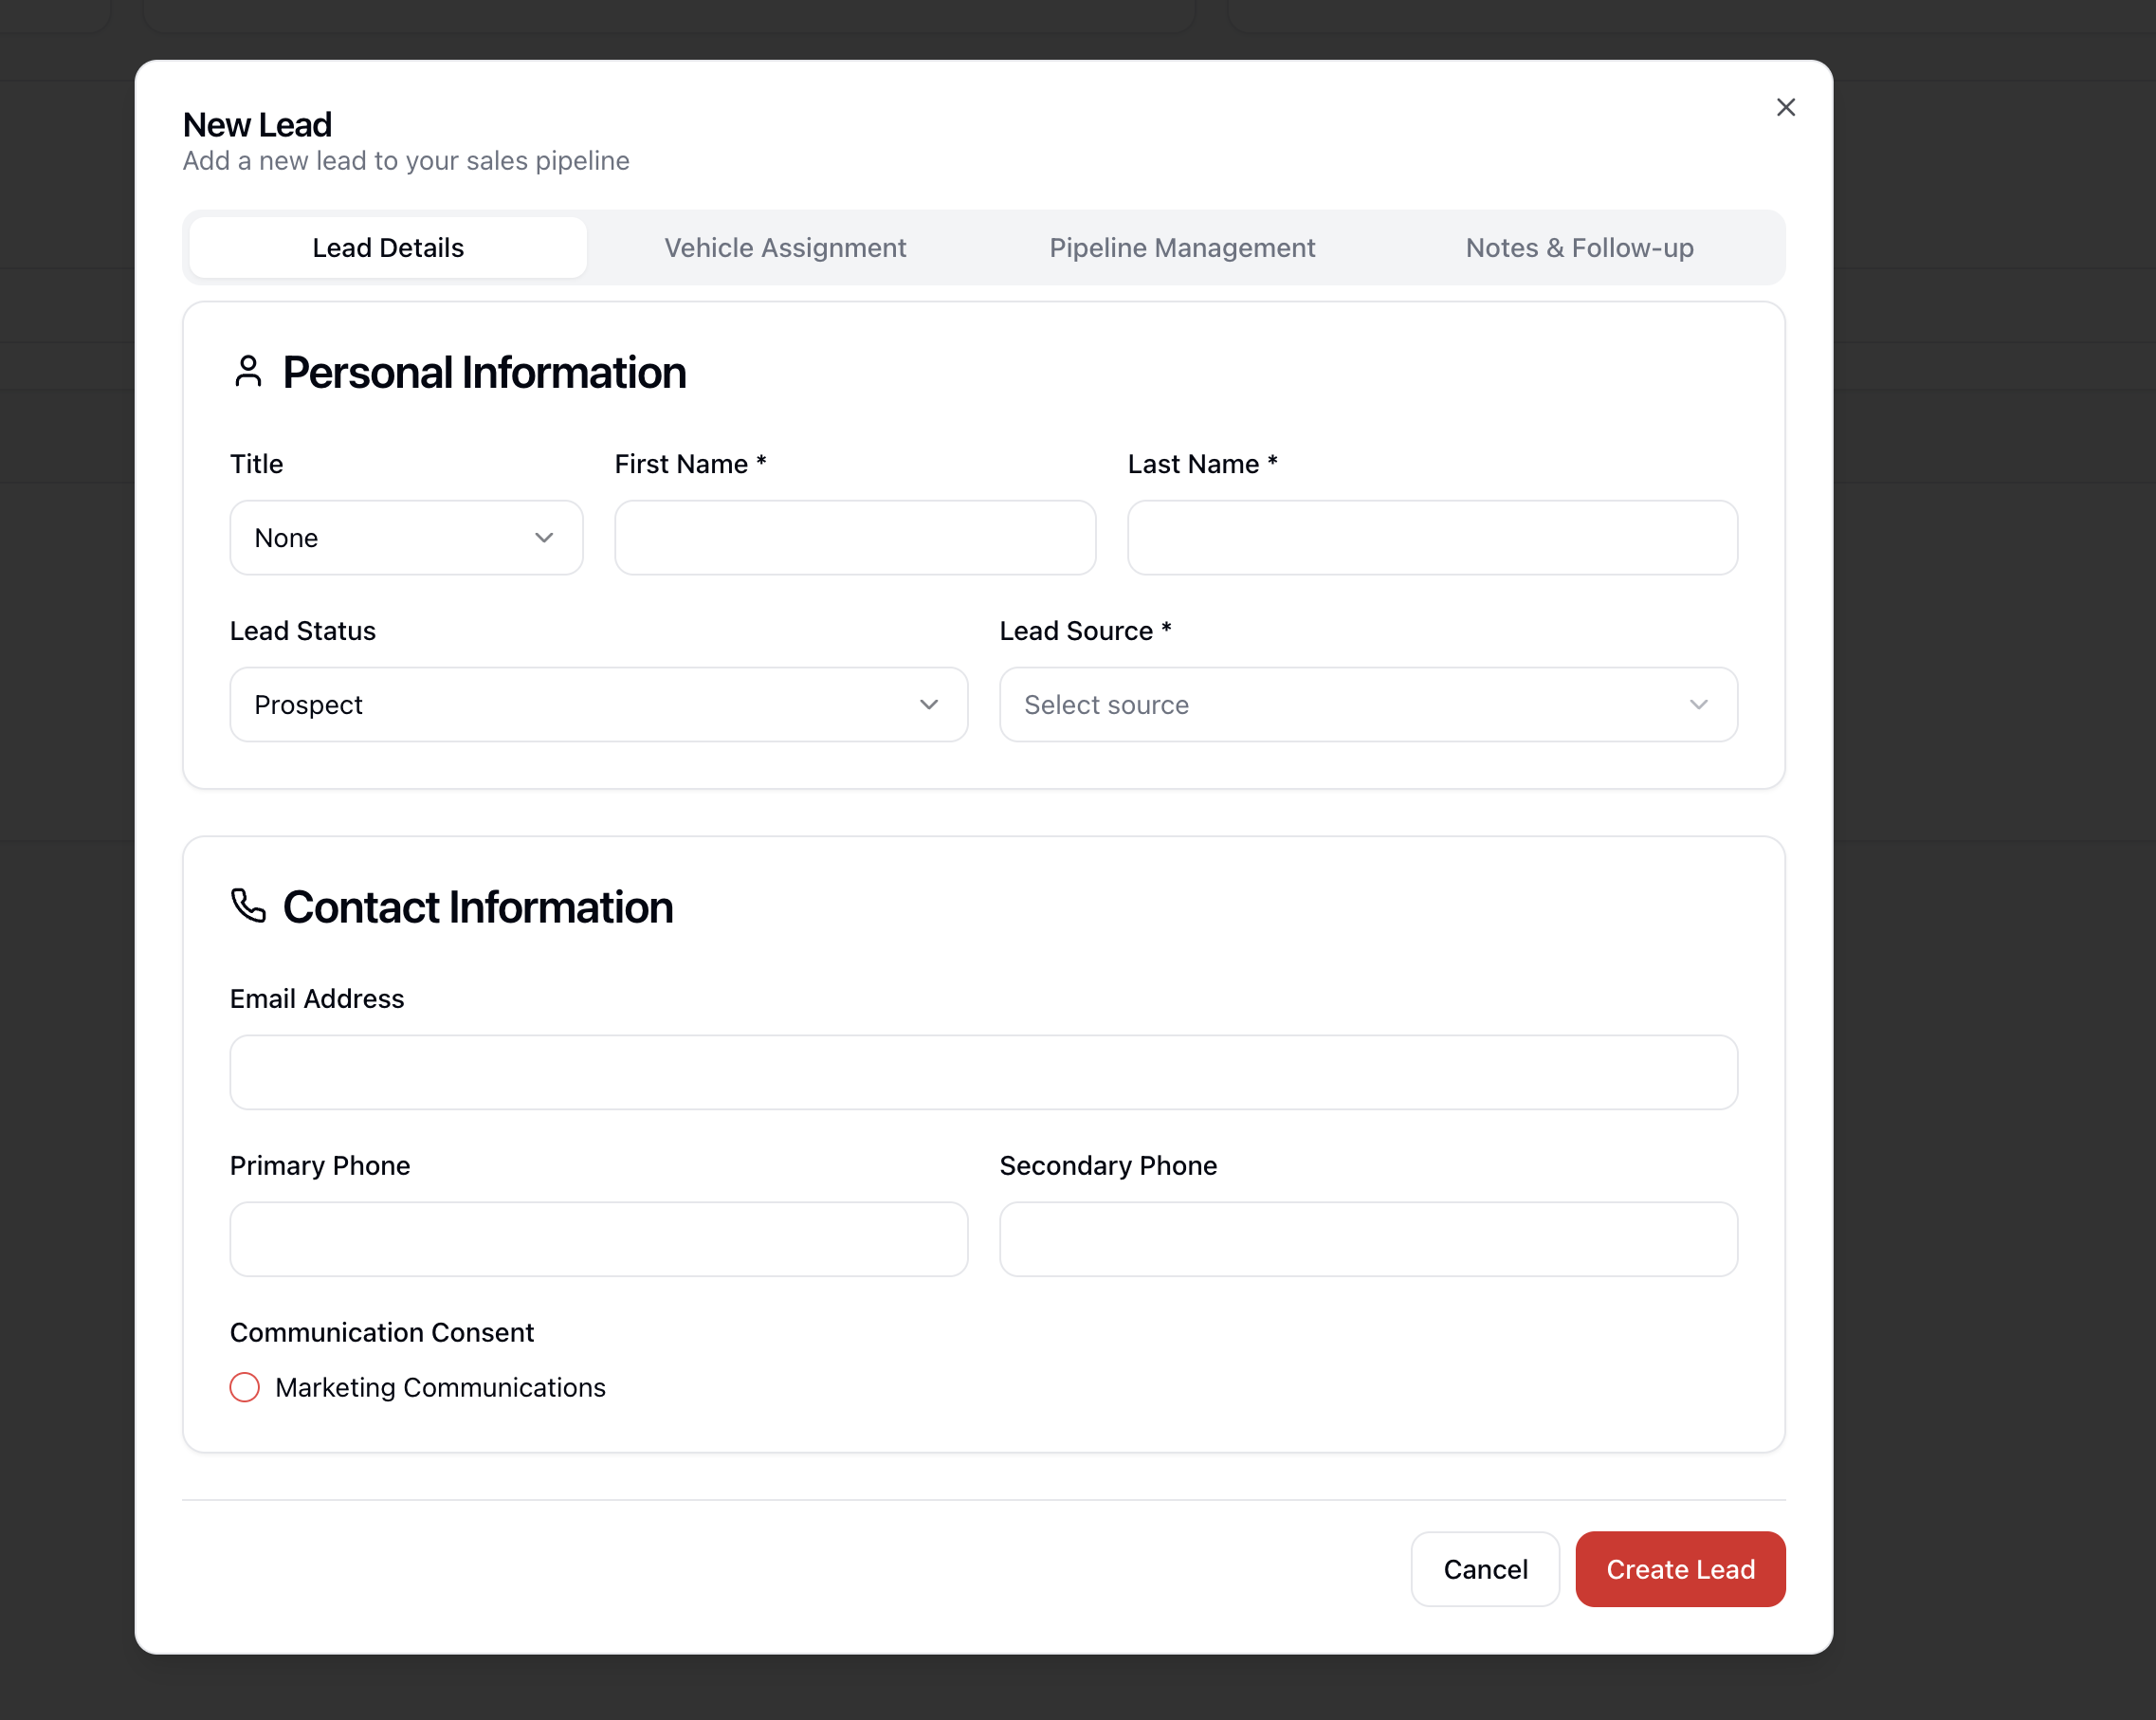 New Lead
Add a new lead to your sales pipeline
Lead Details
Vehicle Assignment
Pipeline Management
Notes & Follow-up
Personal Information
Title
First Name *
Last Name *
None
Lead Status
Lead Source *
Prospect
Select source
Contact Information
Email Address
Primary Phone
Secondary Phone
Communication Consent
Marketing Communications
Cancel
Create Lead